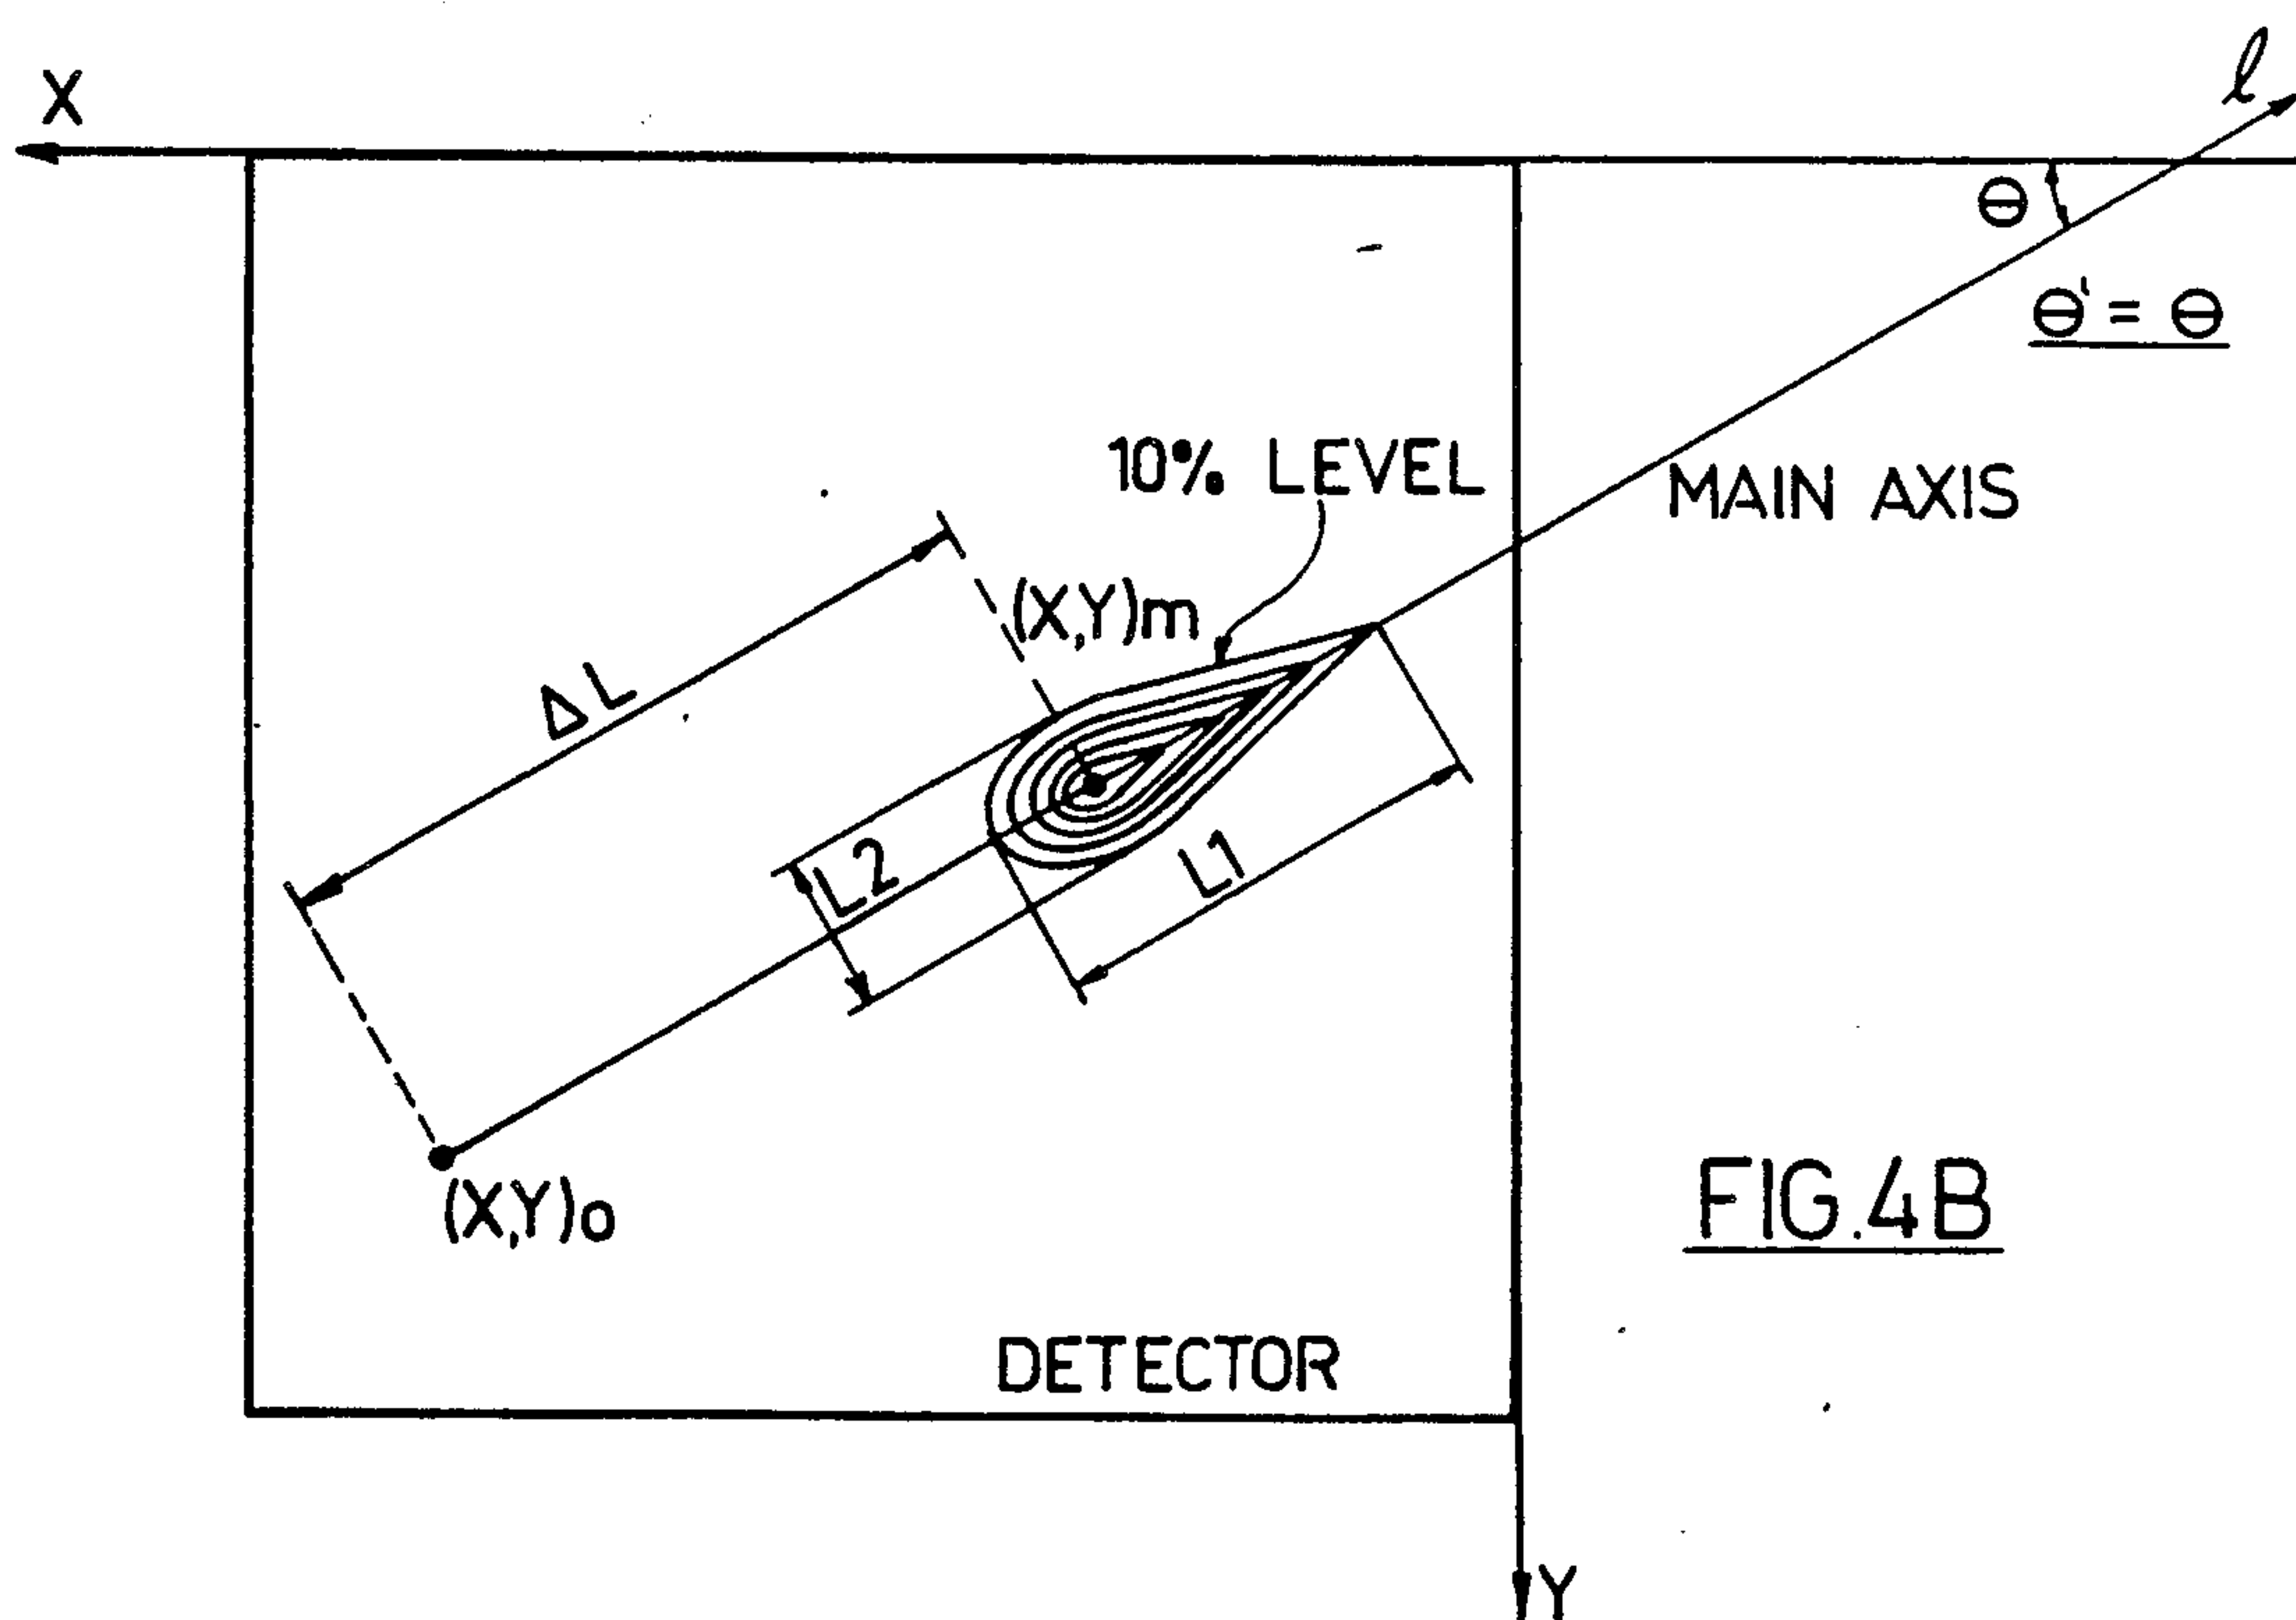 X
ℓ
Θ
Θ' = Θ
10% LEVEL
MAIN AXIS
(X,Y)m
ΔL
L2
L1
(X,Y)o
FIG.4B
DETECTOR
Y